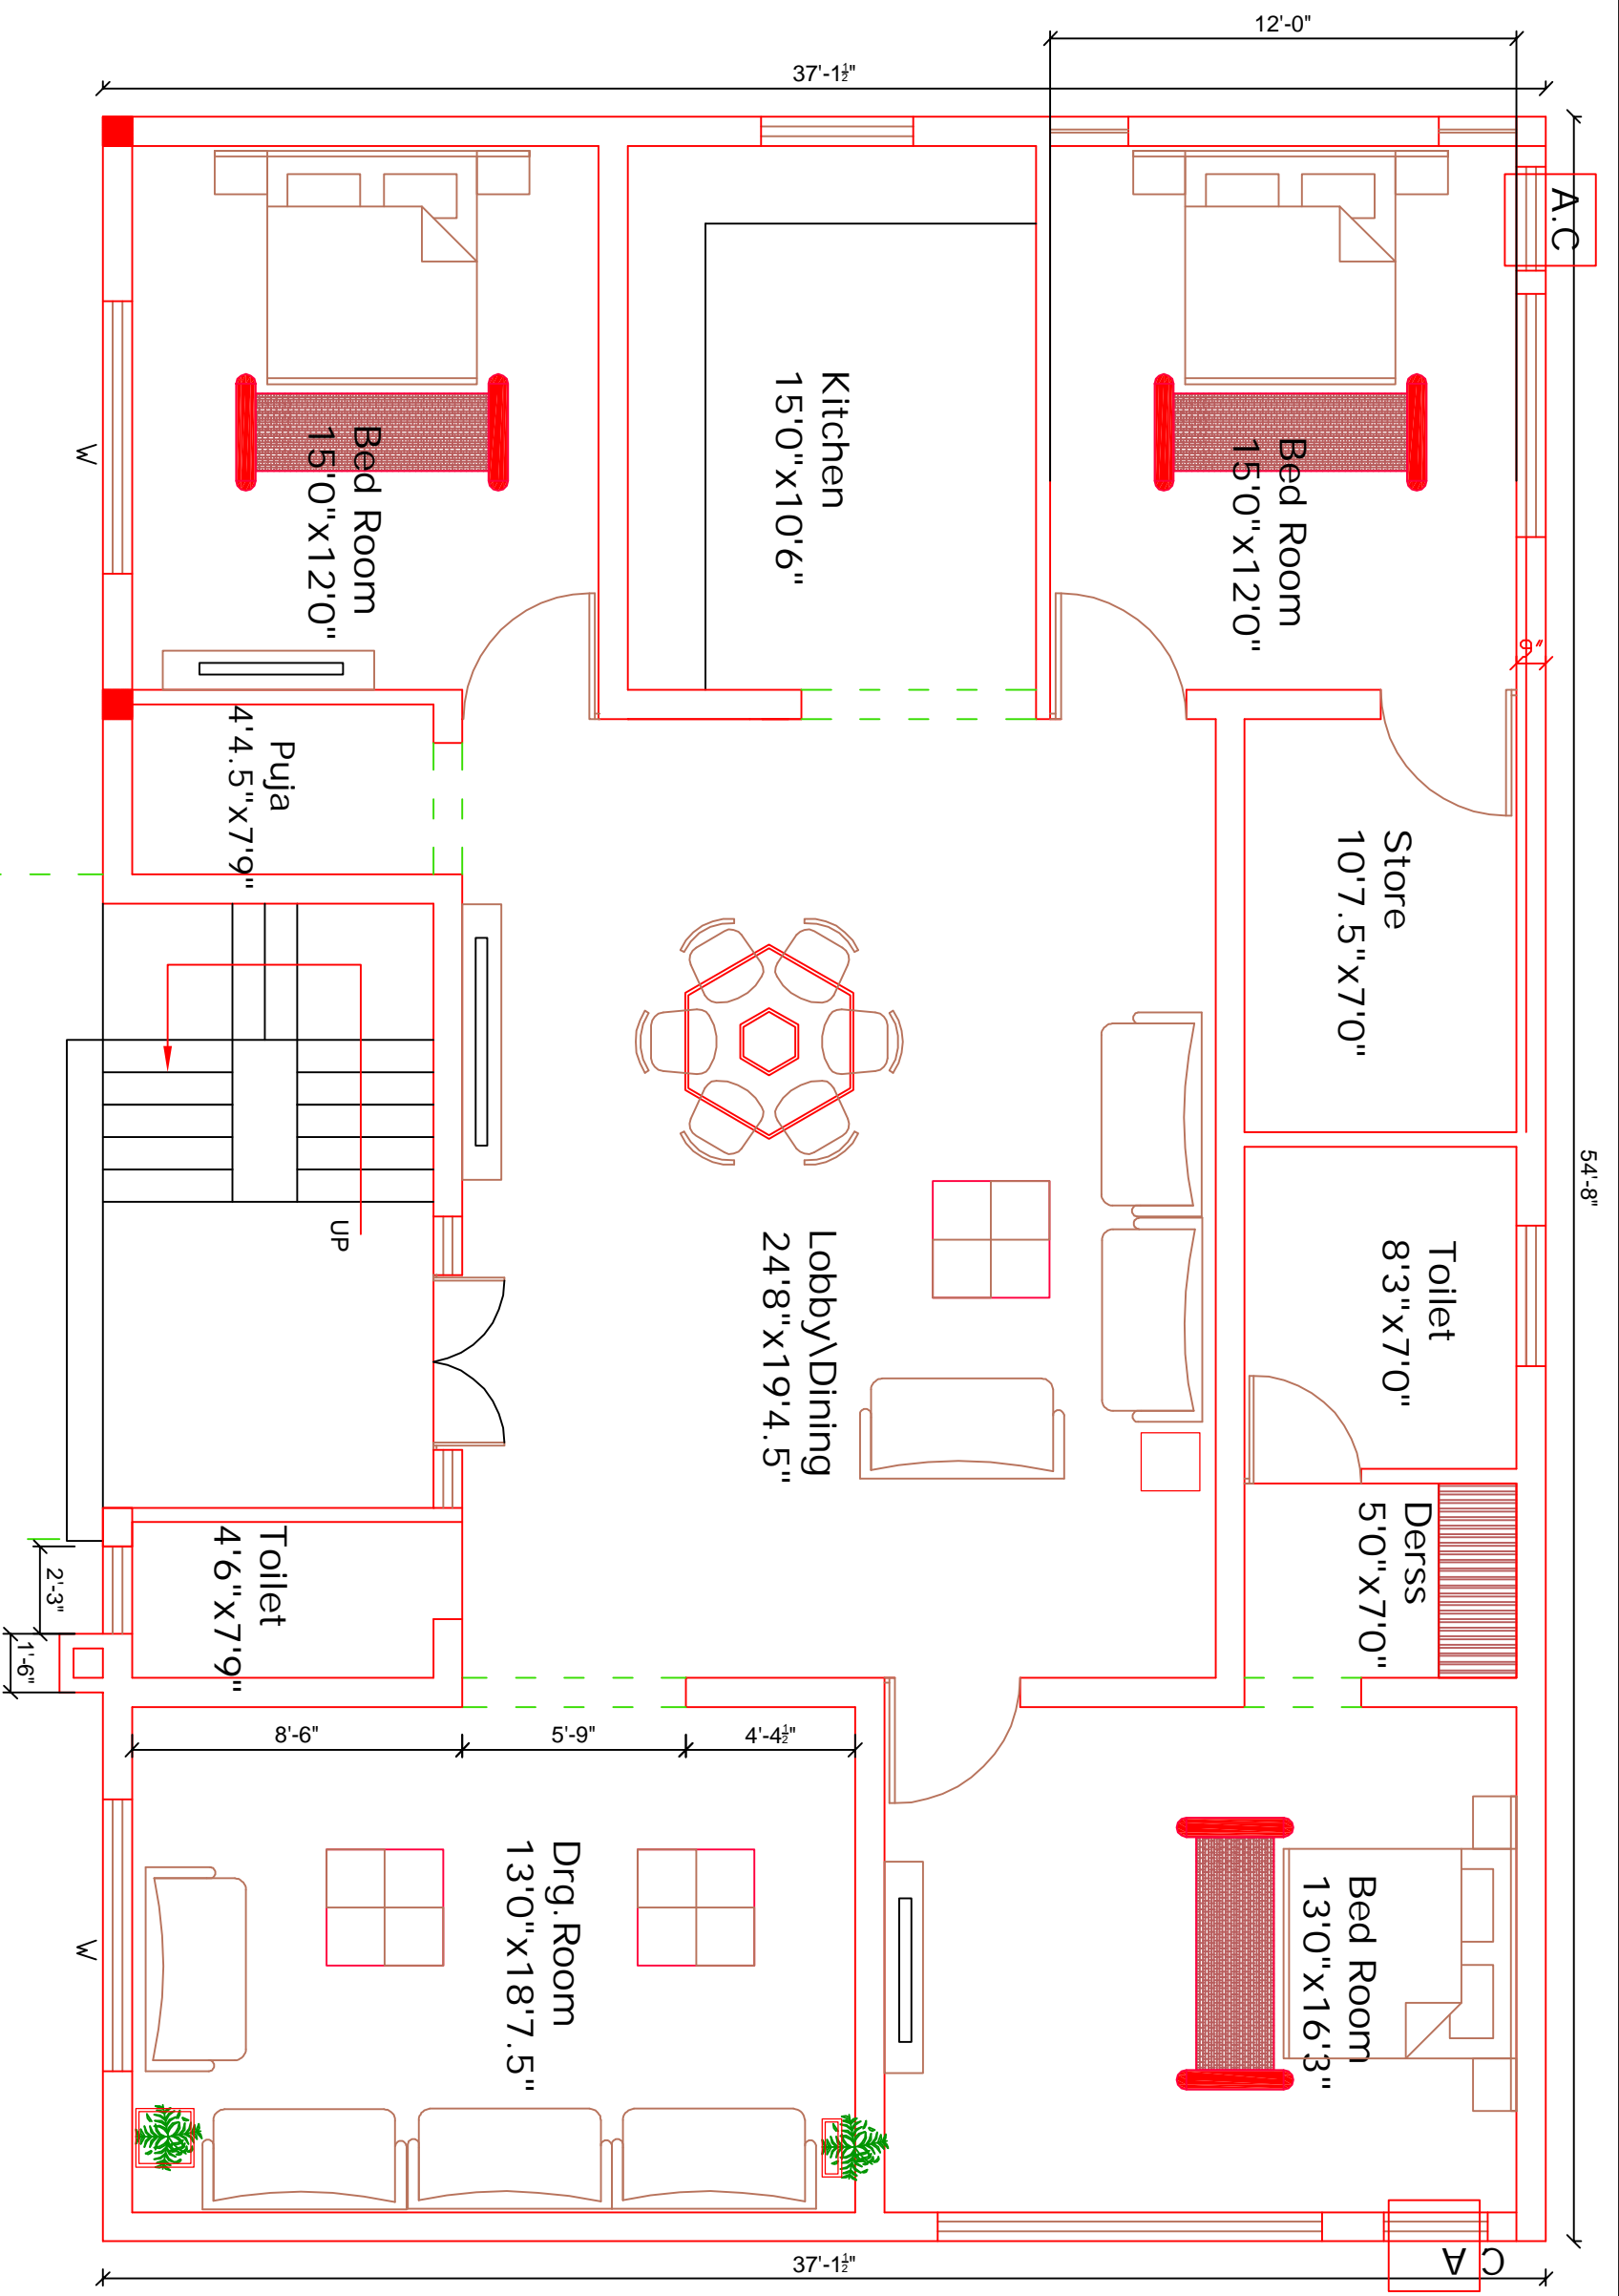 12'-0"
37'-1½"
A.C
Bed Room
15'0"x12'0"
Kitchen
15'0"x10'6"
Bed Room
15'0"x12'0"
W
9"
Puja
4'4.5"x7'9"
Store
10'7.5"x7'0"
54'-8"
UP
Lobby\Dining
24'8"x19'4.5"
Toilet
8'3"x7'0"
Derss
5'0"x7'0"
Toilet
4'6"x7'9"
2'-3"
1'-6"
8'-6"
5'-9"
4'-4½"
Drg.Room
13'0"x18'7.5"
Bed Room
13'0"x16'3"
W
A C
37'-1½"